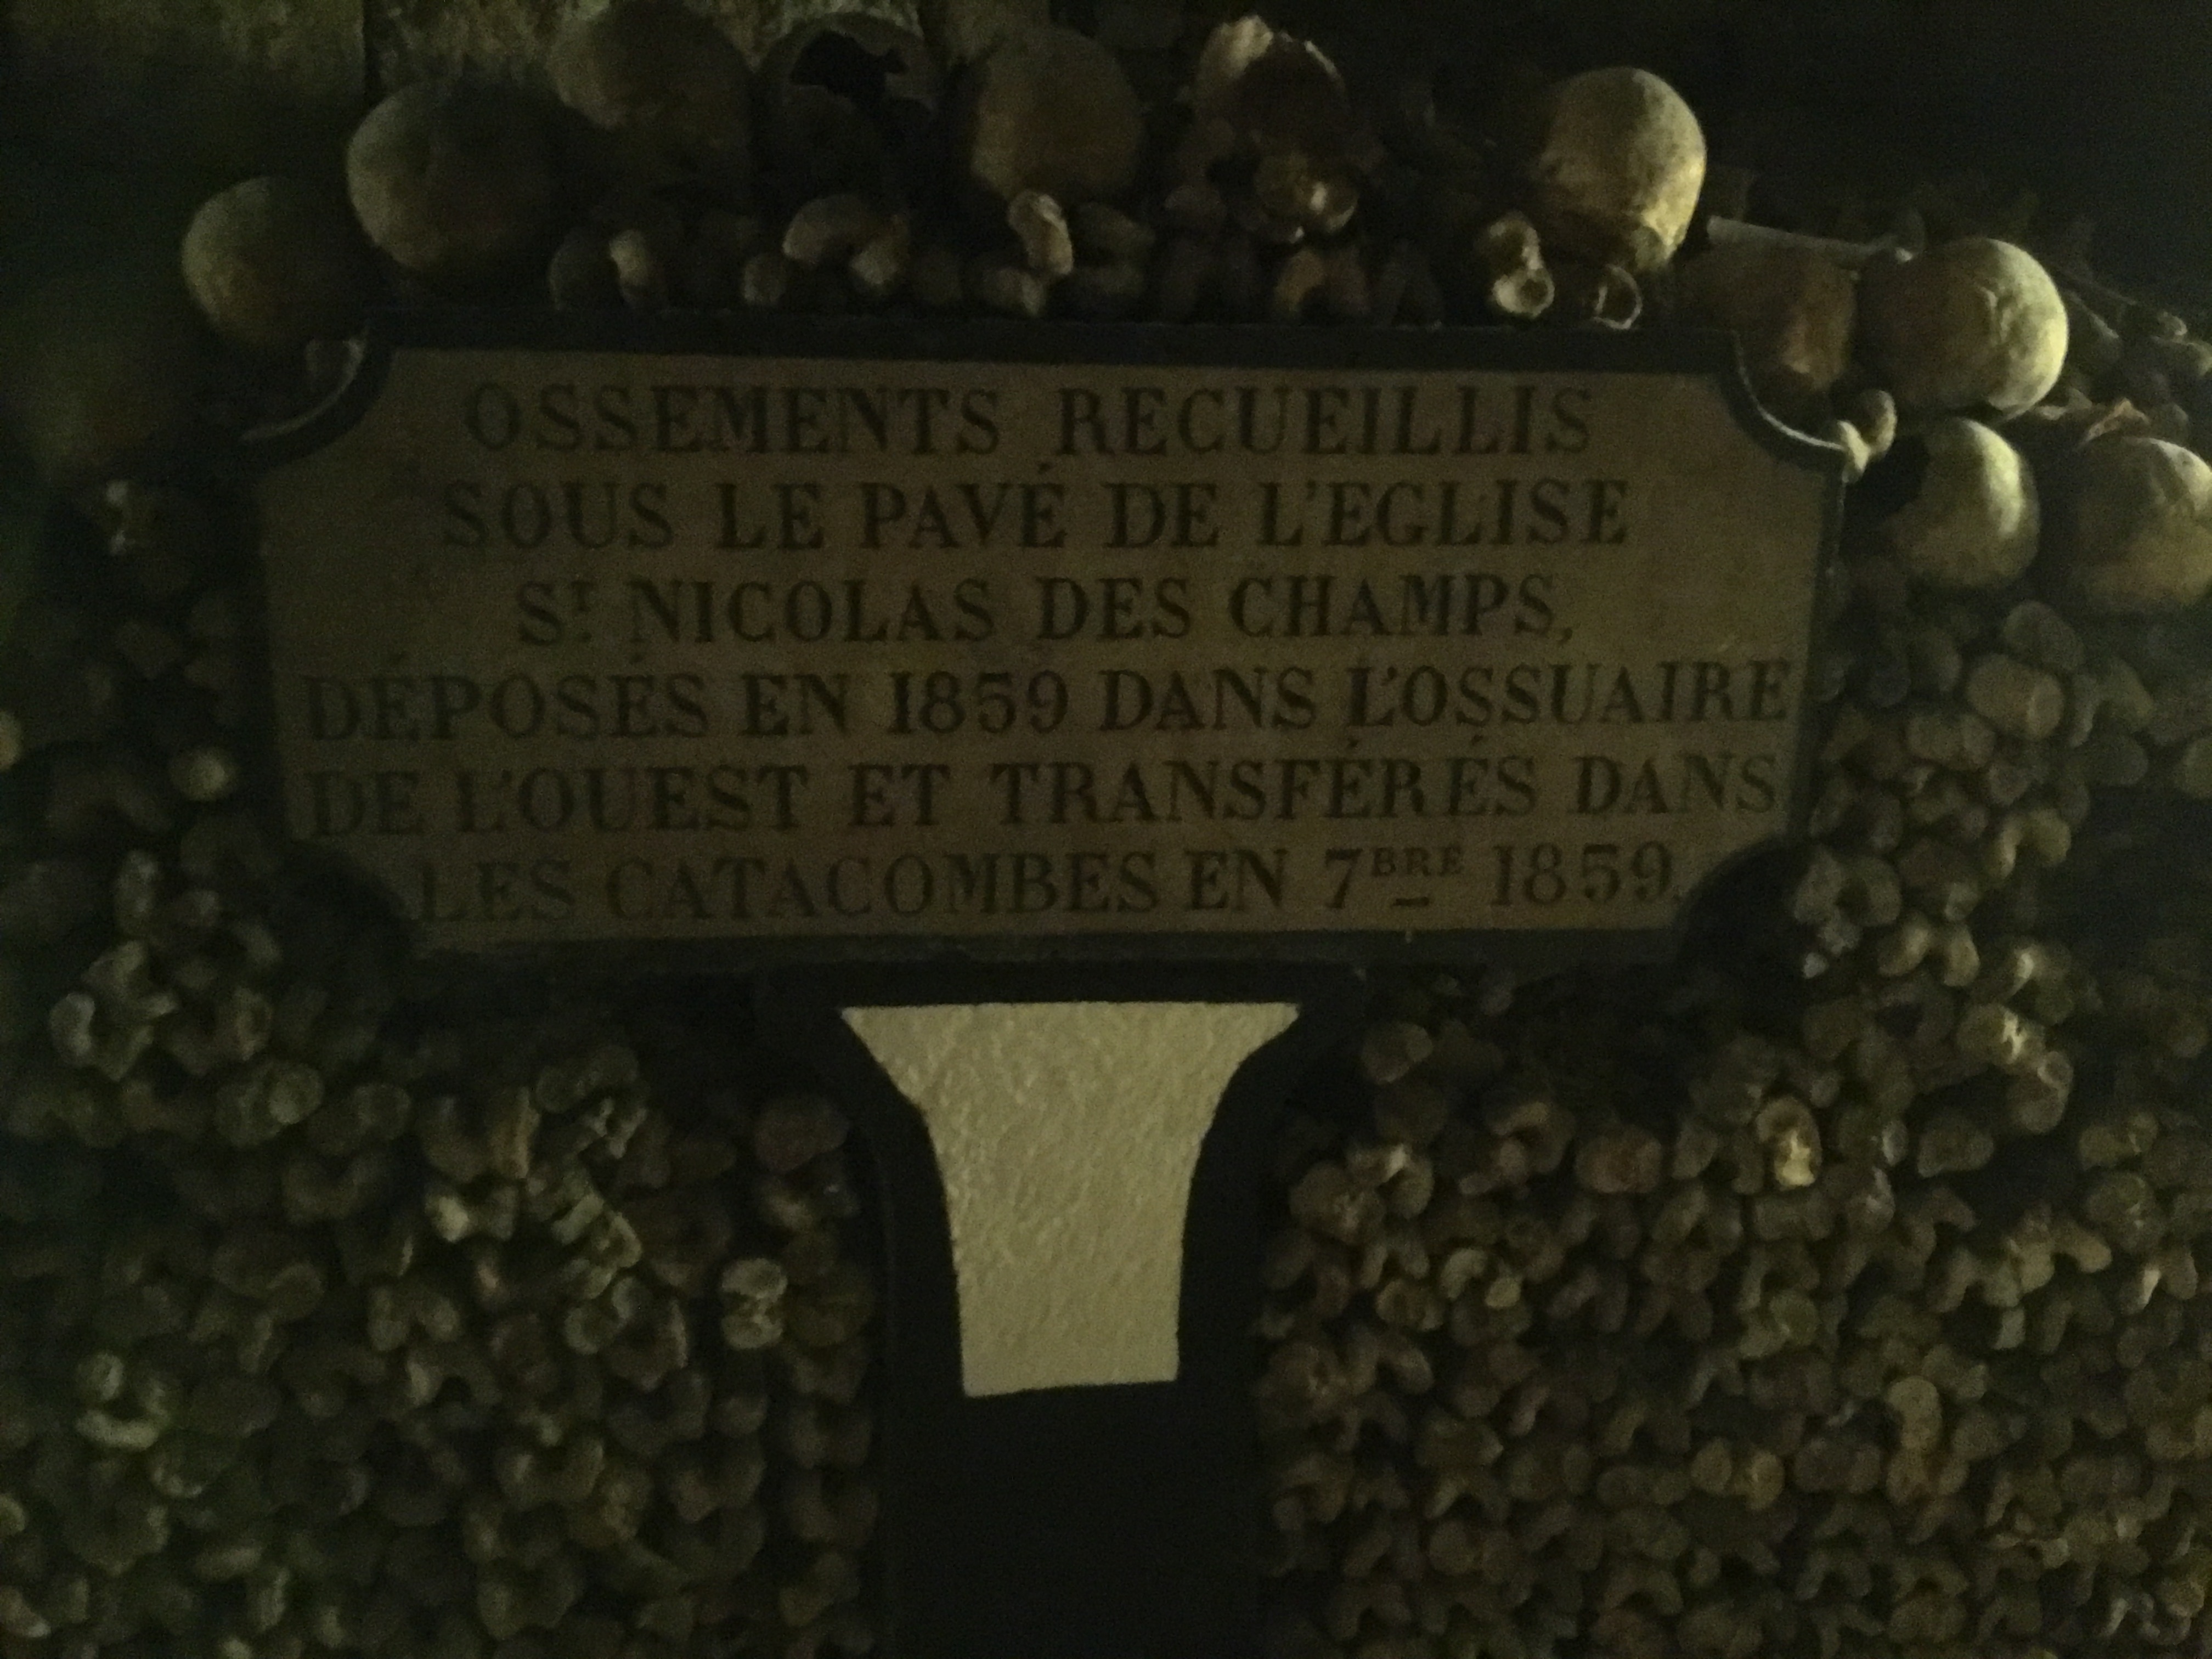 OSSEMENTS RECUEILLIS
SOUS LE PAVÉ DE L'EGLISE
ST. NICOLAS DES CHAMPS,
DÉPOSÉS EN 1859 DANS L'OSSUAIRE
DE L'OUEST ET TRANSFÉRÉS DANS
LES CATACOMBES EN 7BRE 1859.